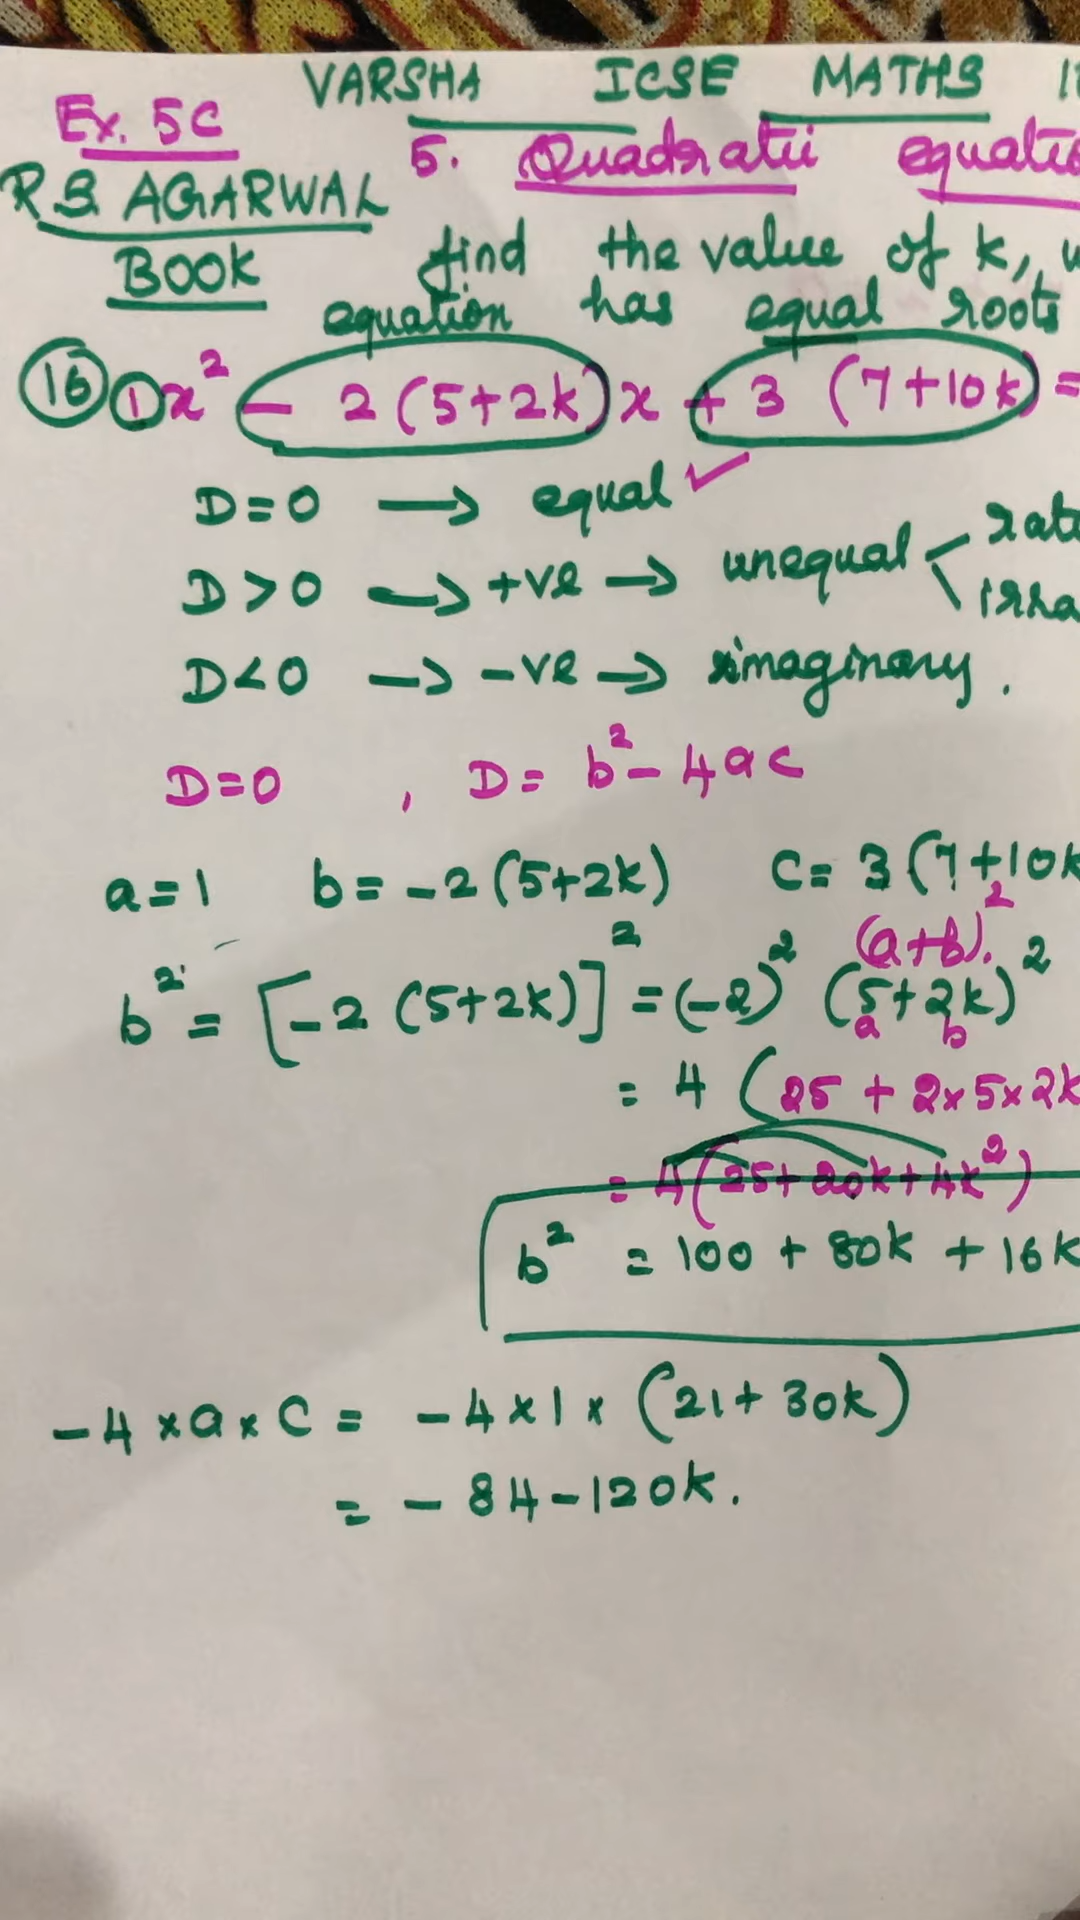 VARSHA ICSE MATHS
Ex. 5C
5. Quadratic
R.S. AGARWAL
BOOK
find the value of k,
equation has equal roots
(16) (1)x² - 2(5+2k)x + 3 (7+10k) =
D=0 → equal ✓
D>0 → +ve → unequal <
D<0 → -ve → imaginary.
D=0 , D= b²-4ac
a=1 b=-2(5+2k) C= 3(7+10k
(a+b)²
b² = [-2(5+2k)]² = (-2)² (5+2k)²
a b
= 4 (25 + 2×5×2k
= 4(25+20k+4k²)
b² = 100 + 80k + 16k
-4×a×C = -4×1×(21+30k)
= -84-120k.